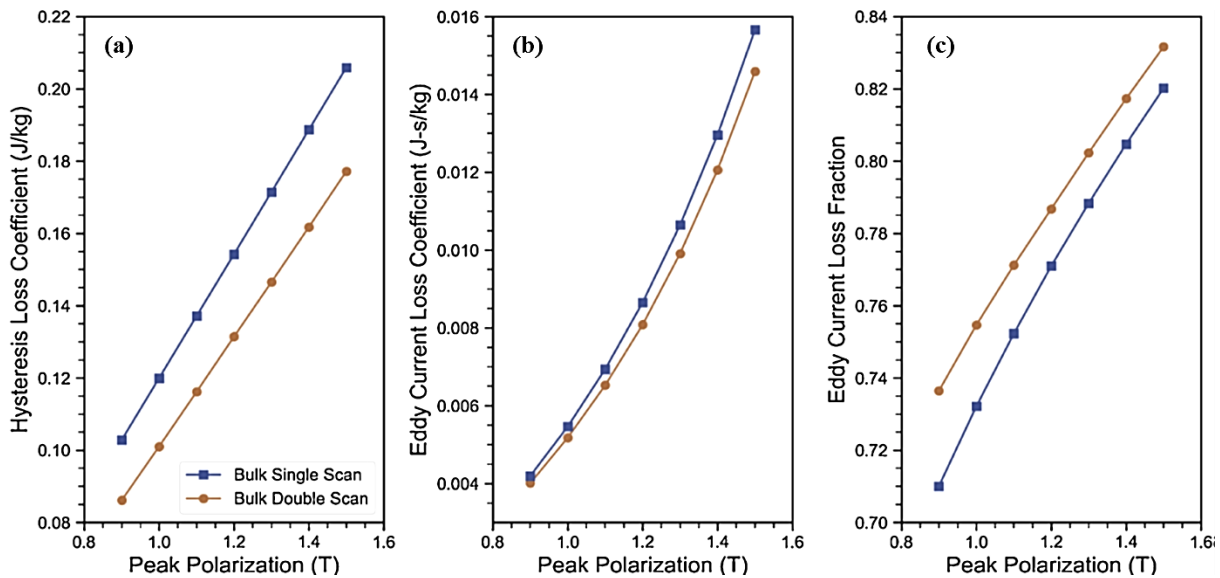 (a)
Hysteresis Loss Coefficient (J/kg)
0.22
0.20
0.18
0.16
0.14
0.12
0.10
0.08
Bulk Single Scan
Bulk Double Scan
0.8 1.0 1.2 1.4 1.6
Peak Polarization (T)
(b)
Eddy Current Loss Coefficient (J-s/kg)
0.016
0.014
0.012
0.010
0.008
0.006
0.004
0.8 1.0 1.2 1.4 1.6
Peak Polarization (T)
(c)
Eddy Current Loss Fraction
0.84
0.82
0.80
0.78
0.76
0.74
0.72
0.70
0.8 1.0 1.2 1.4 1.6
Peak Polarization (T)